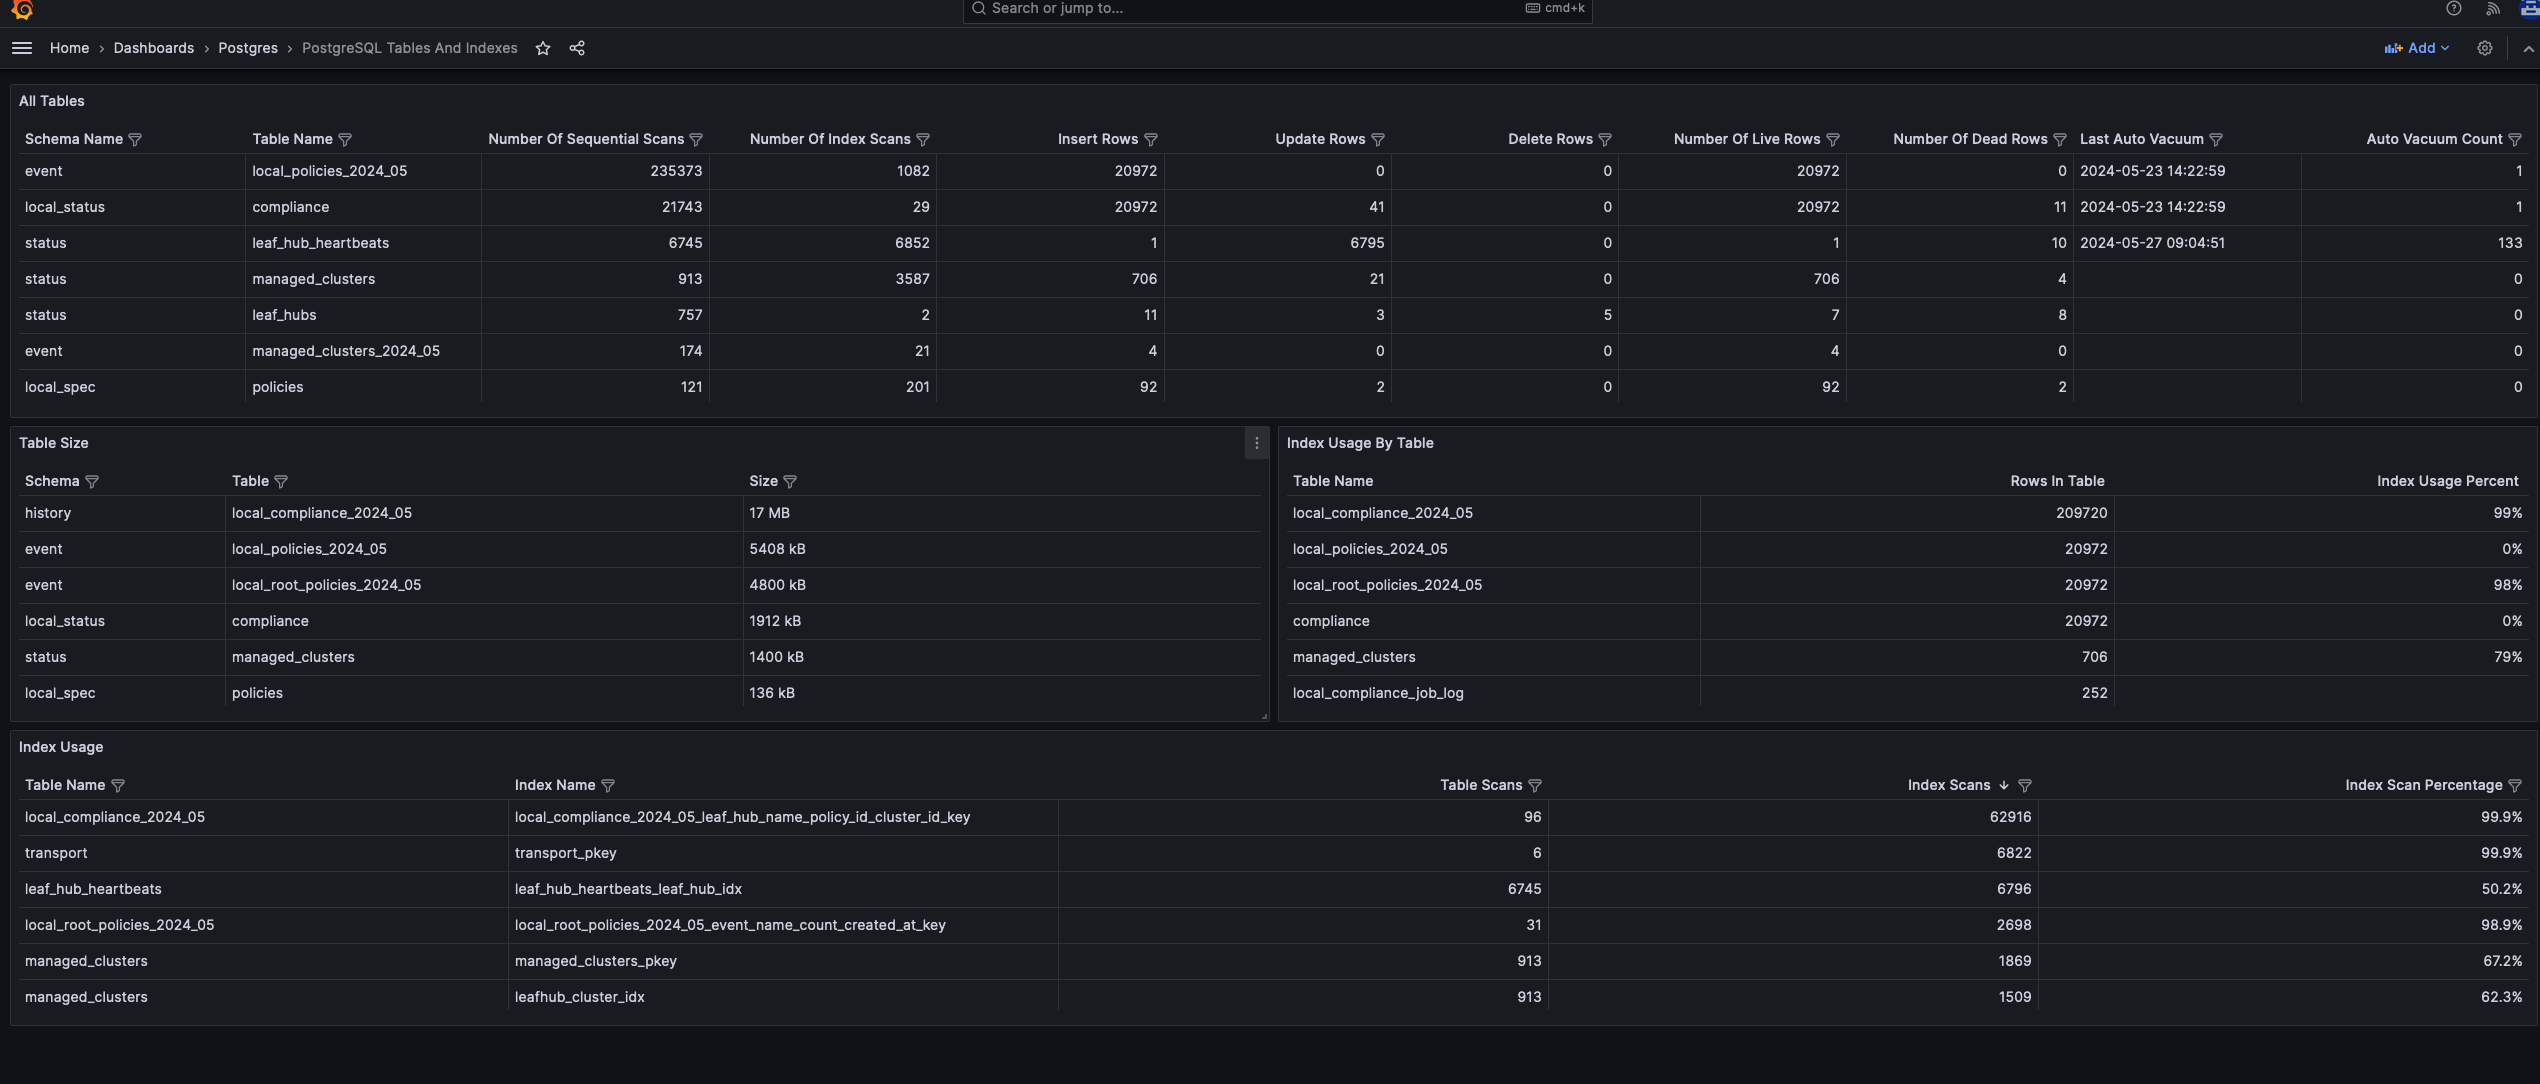 Search or jump to... cmd+k
Home › Dashboards › Postgres › PostgreSQL Tables And Indexes Add
All Tables
Schema Name Table Name Number Of Sequential Scans Number Of Index Scans Insert Rows Update Rows Delete Rows Number Of Live Rows Number Of Dead Rows Last Auto Vacuum Auto Vacuum Count
event local_policies_2024_05 235373 1082 20972 0 0 20972 0 2024-05-23 14:22:59 1
local_status compliance 21743 29 20972 41 0 20972 11 2024-05-23 14:22:59 1
status leaf_hub_heartbeats 6745 6852 1 6795 0 1 10 2024-05-27 09:04:51 133
status managed_clusters 913 3587 706 21 0 706 4 0
status leaf_hubs 757 2 11 3 5 7 8 0
event managed_clusters_2024_05 174 21 4 0 0 4 0 0
local_spec policies 121 201 92 2 0 92 2 0
Table Size
Schema Table Size
history local_compliance_2024_05 17 MB
event local_policies_2024_05 5408 kB
event local_root_policies_2024_05 4800 kB
local_status compliance 1912 kB
status managed_clusters 1400 kB
local_spec policies 136 kB
Index Usage By Table
Table Name Rows In Table Index Usage Percent
local_compliance_2024_05 209720 99%
local_policies_2024_05 20972 0%
local_root_policies_2024_05 20972 98%
compliance 20972 0%
managed_clusters 706 79%
local_compliance_job_log 252
Index Usage
Table Name Index Name Table Scans Index Scans Index Scan Percentage
local_compliance_2024_05 local_compliance_2024_05_leaf_hub_name_policy_id_cluster_id_key 96 62916 99.9%
transport transport_pkey 6 6822 99.9%
leaf_hub_heartbeats leaf_hub_heartbeats_leaf_hub_idx 6745 6796 50.2%
local_root_policies_2024_05 local_root_policies_2024_05_event_name_count_created_at_key 31 2698 98.9%
managed_clusters managed_clusters_pkey 913 1869 67.2%
managed_clusters leafhub_cluster_idx 913 1509 62.3%